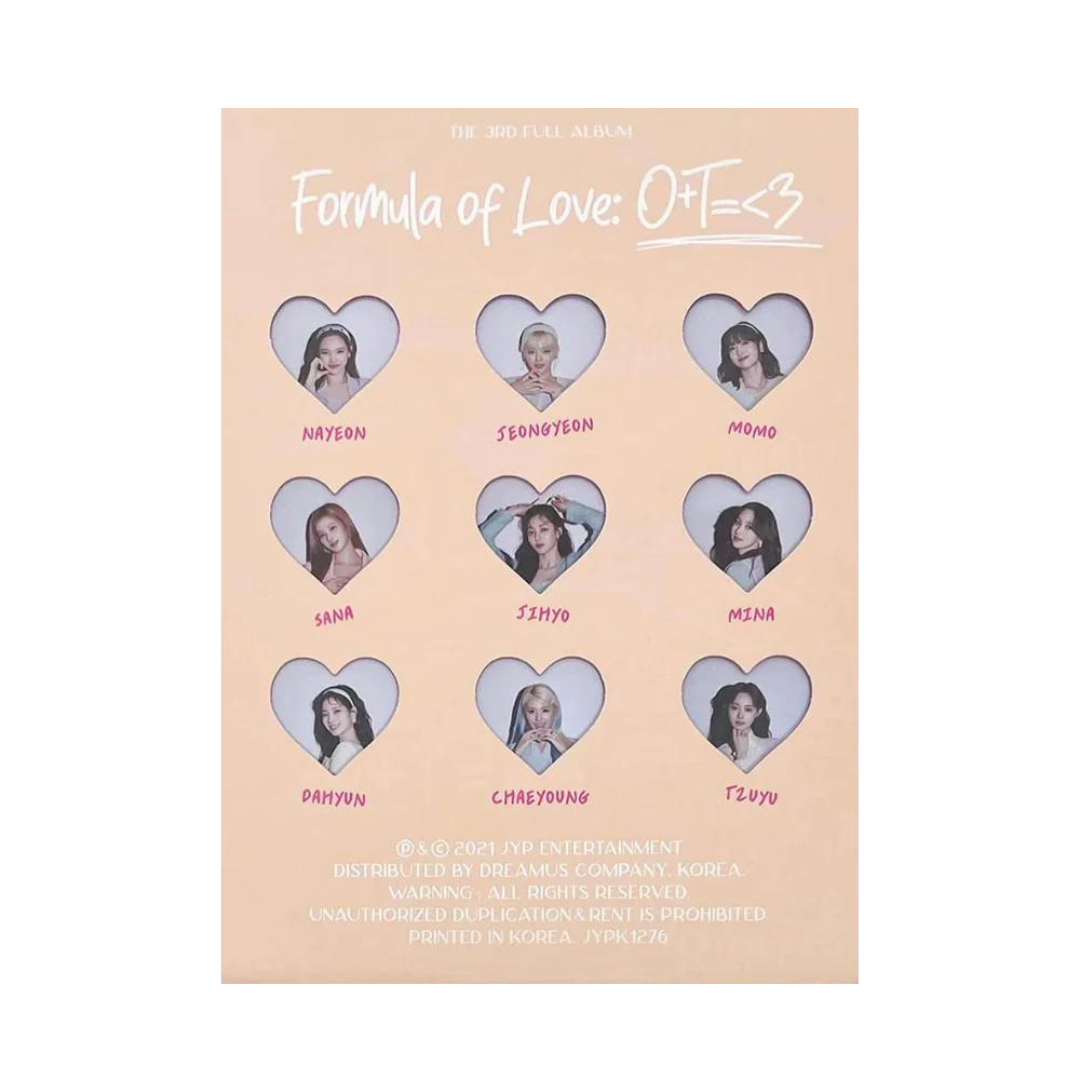 THE 3RD FULL ALBUM
Formula of Love: O+T=<3
NAYEON JEONGYEON MOMO
SANA JIHYO MINA
DAHYUN CHAEYOUNG TZUYU
Ⓟ & © 2021 JYP ENTERTAINMENT
DISTRIBUTED BY DREAMUS COMPANY. KOREA.
WARNING : ALL RIGHTS RESERVED.
UNAUTHORIZED DUPLICATION & RENT IS PROHIBITED
PRINTED IN KOREA. JYPK1276